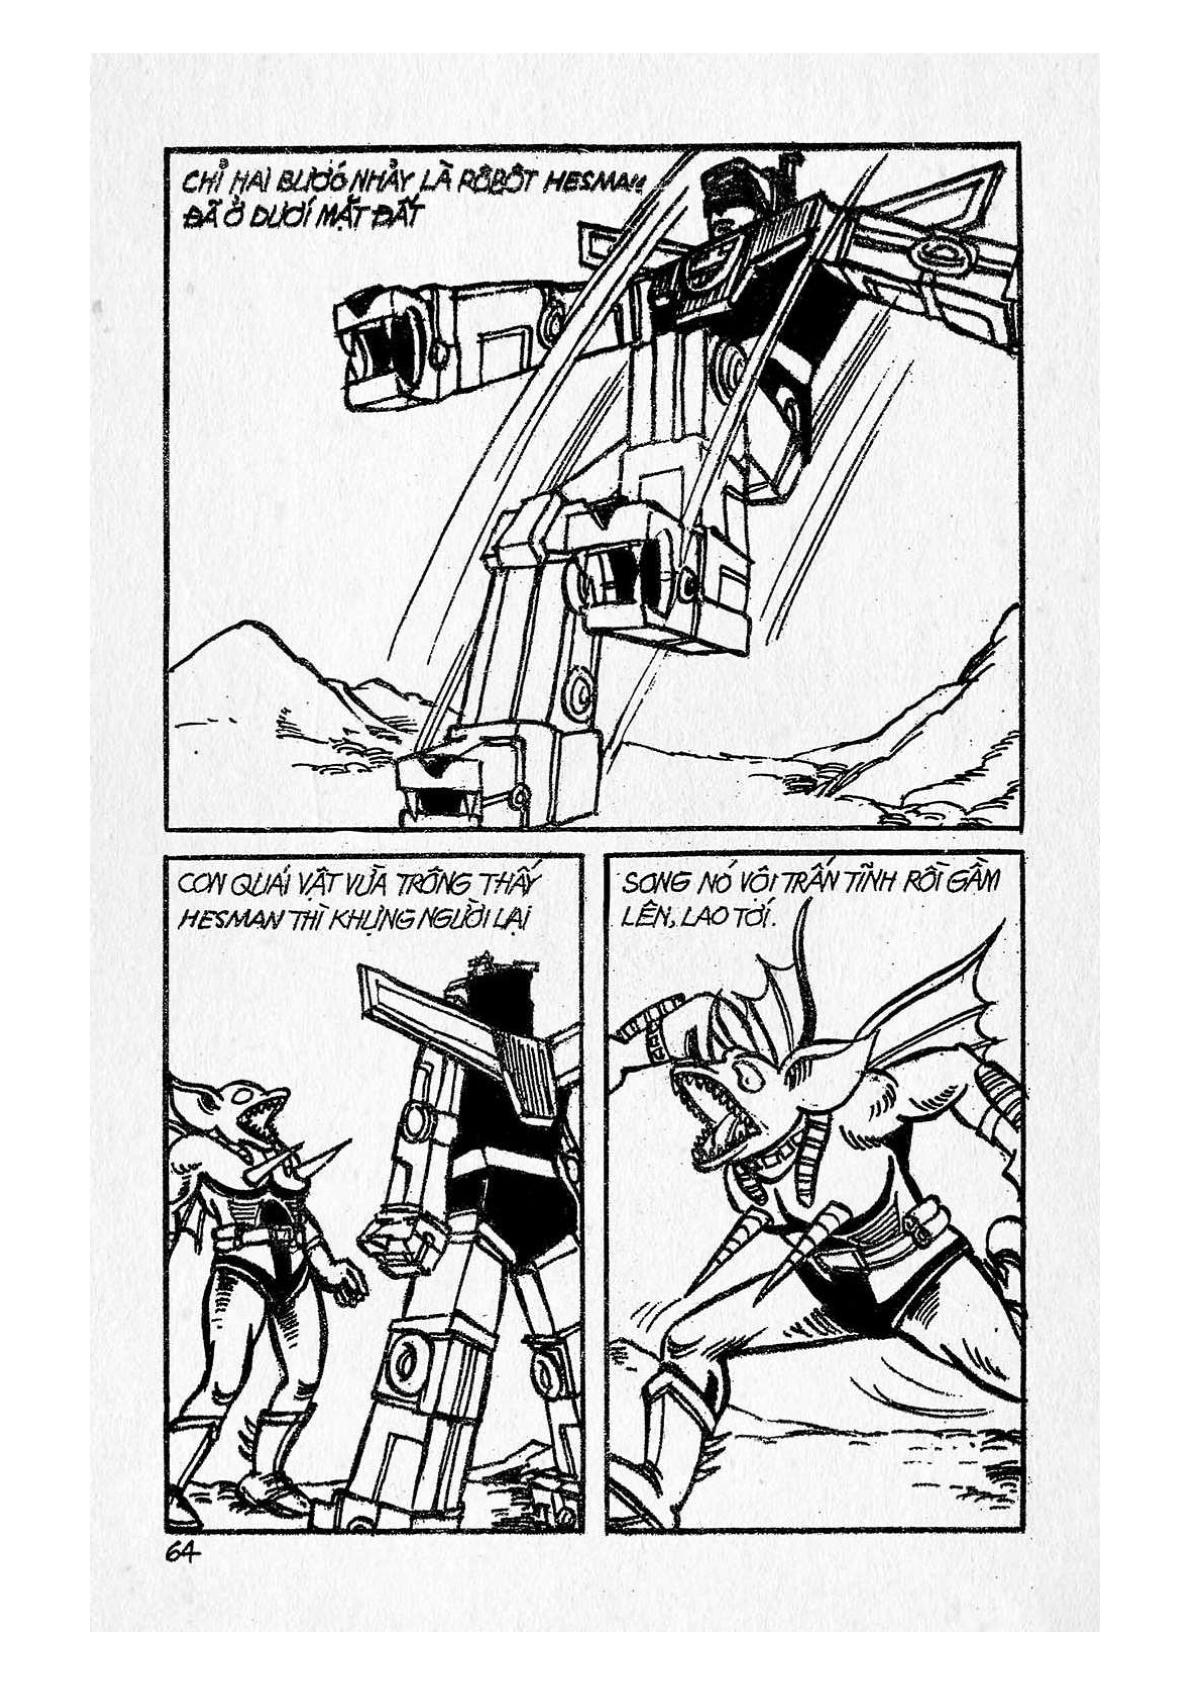 CHỈ HAI BƯỚC NHẢY LÀ RÔBÔT HESMAN
ĐÃ Ở DƯỚI MẶT ĐẤT
CON QUÁI VẬT VỪA TRÔNG THẤY
HESMAN THÌ KHỰNG NGƯỜI LẠI
SONG NÓ VỘI TRẤN TĨNH RỒI GẦM
LÊN, LAO TỚI.
64